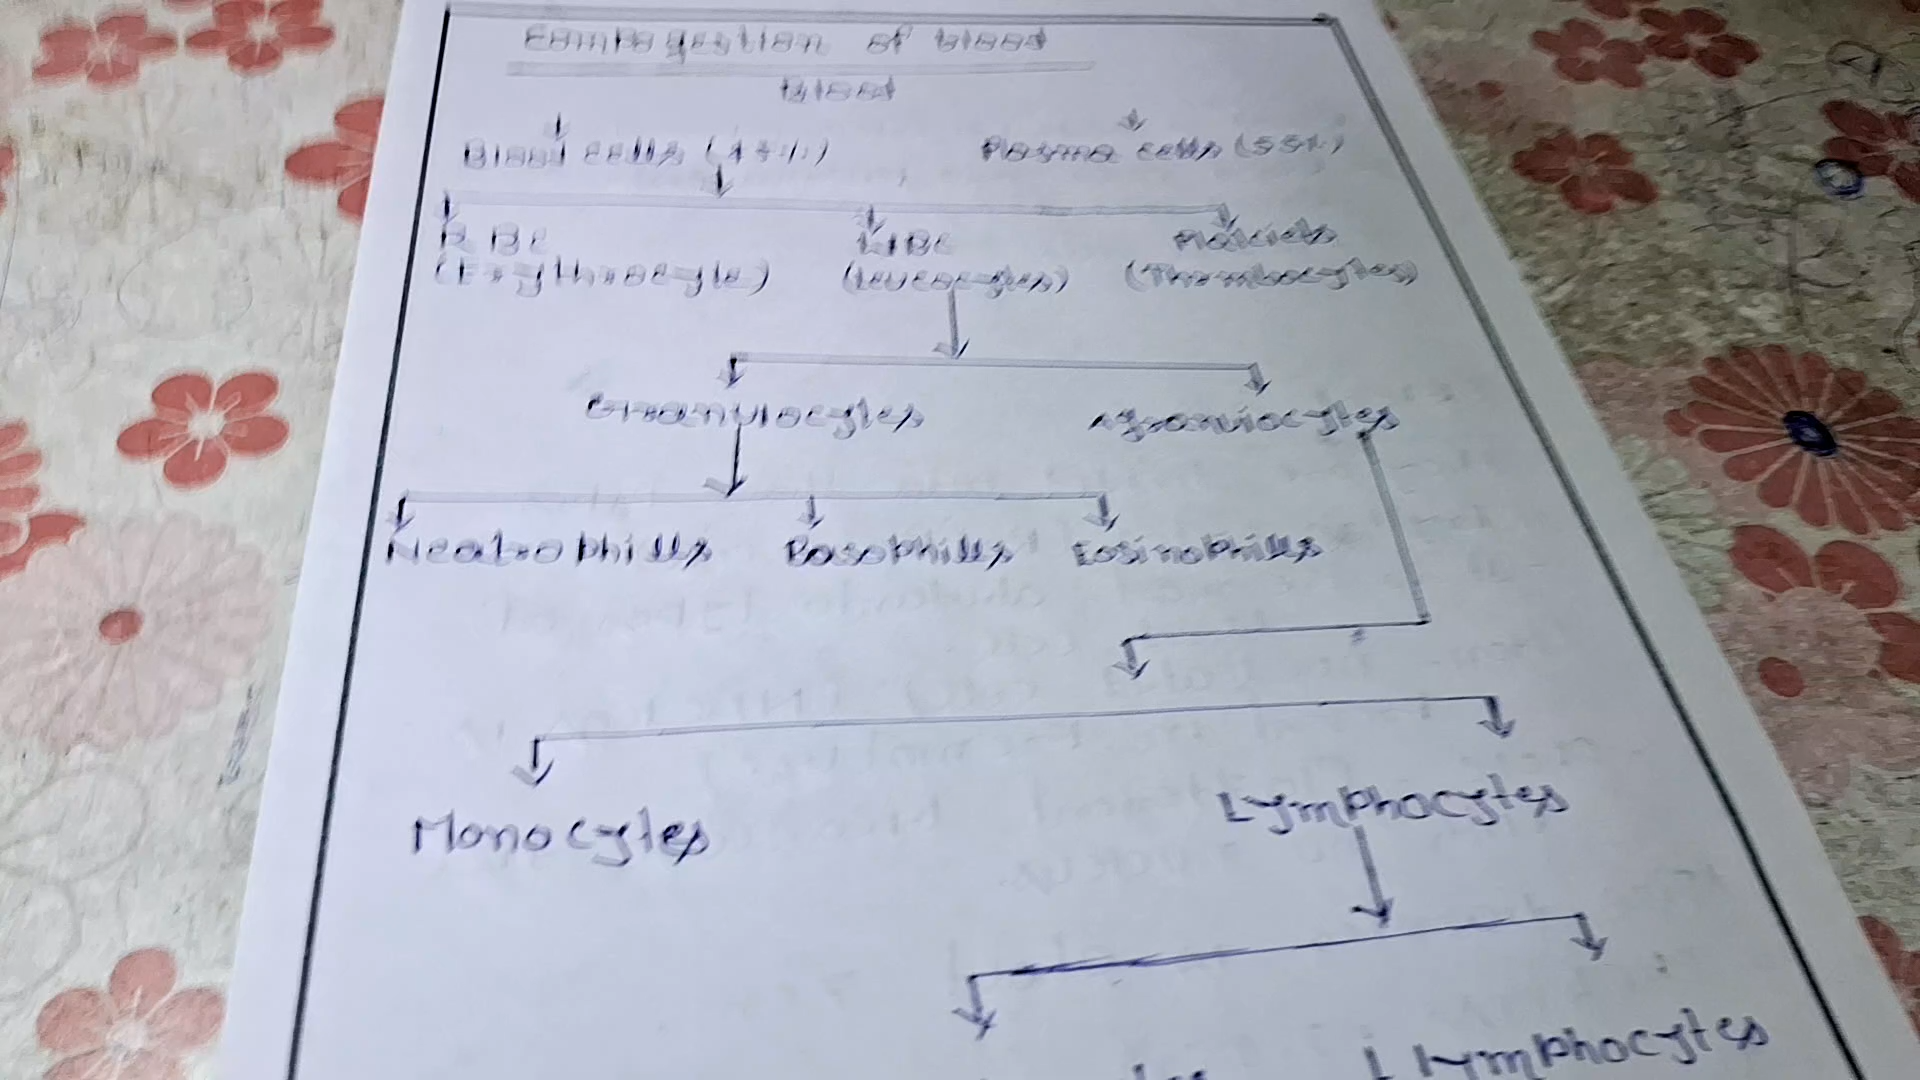 Composition of blood
blood
Blood cells (45%) Plasma cells (55%)
RBC WBC Platelets
(Erythrocyte) (Leucocytes) (Thrombocytes)
Granulocytes Agranulocytes
Neatrophills Basophills Eosinophills
Monocytes Lymphocytes
lymphocytes